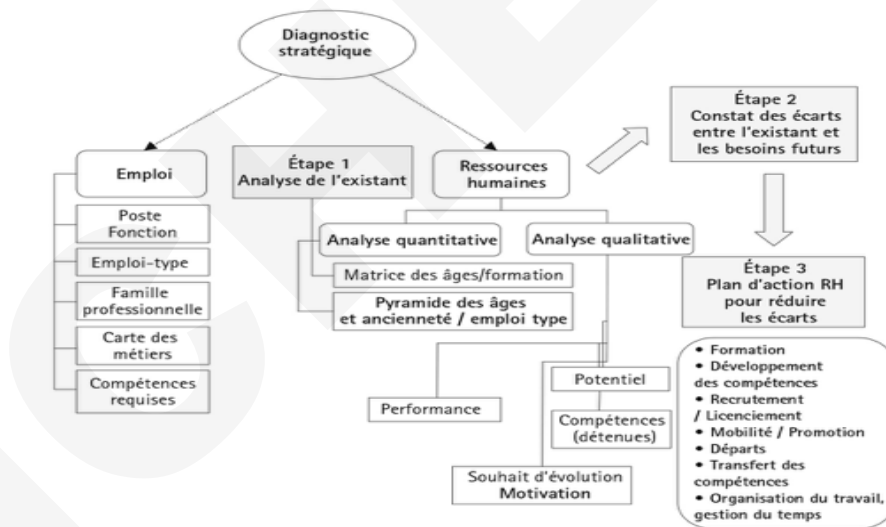 Diagnostic
stratégique
Emploi
Poste
Fonction
Emploi-type
Famille
professionnelle
Carte des
métiers
Compétences
requises
Étape 1
Analyse de l'existant
Ressources
humaines
Analyse quantitative
Analyse qualitative
Matrice des âges/formation
Pyramide des âges
et ancienneté / emploi type
Performance
Potentiel
Compétences
(détenues)
Souhait d'évolution
Motivation
Étape 2
Constat des écarts
entre l'existant et
les besoins futurs
Étape 3
Plan d'action RH
pour réduire
les écarts
• Formation
• Développement
des compétences
• Recrutement
/ Licenciement
• Mobilité / Promotion
• Départs
• Transfert des
compétences
• Organisation du travail,
gestion du temps